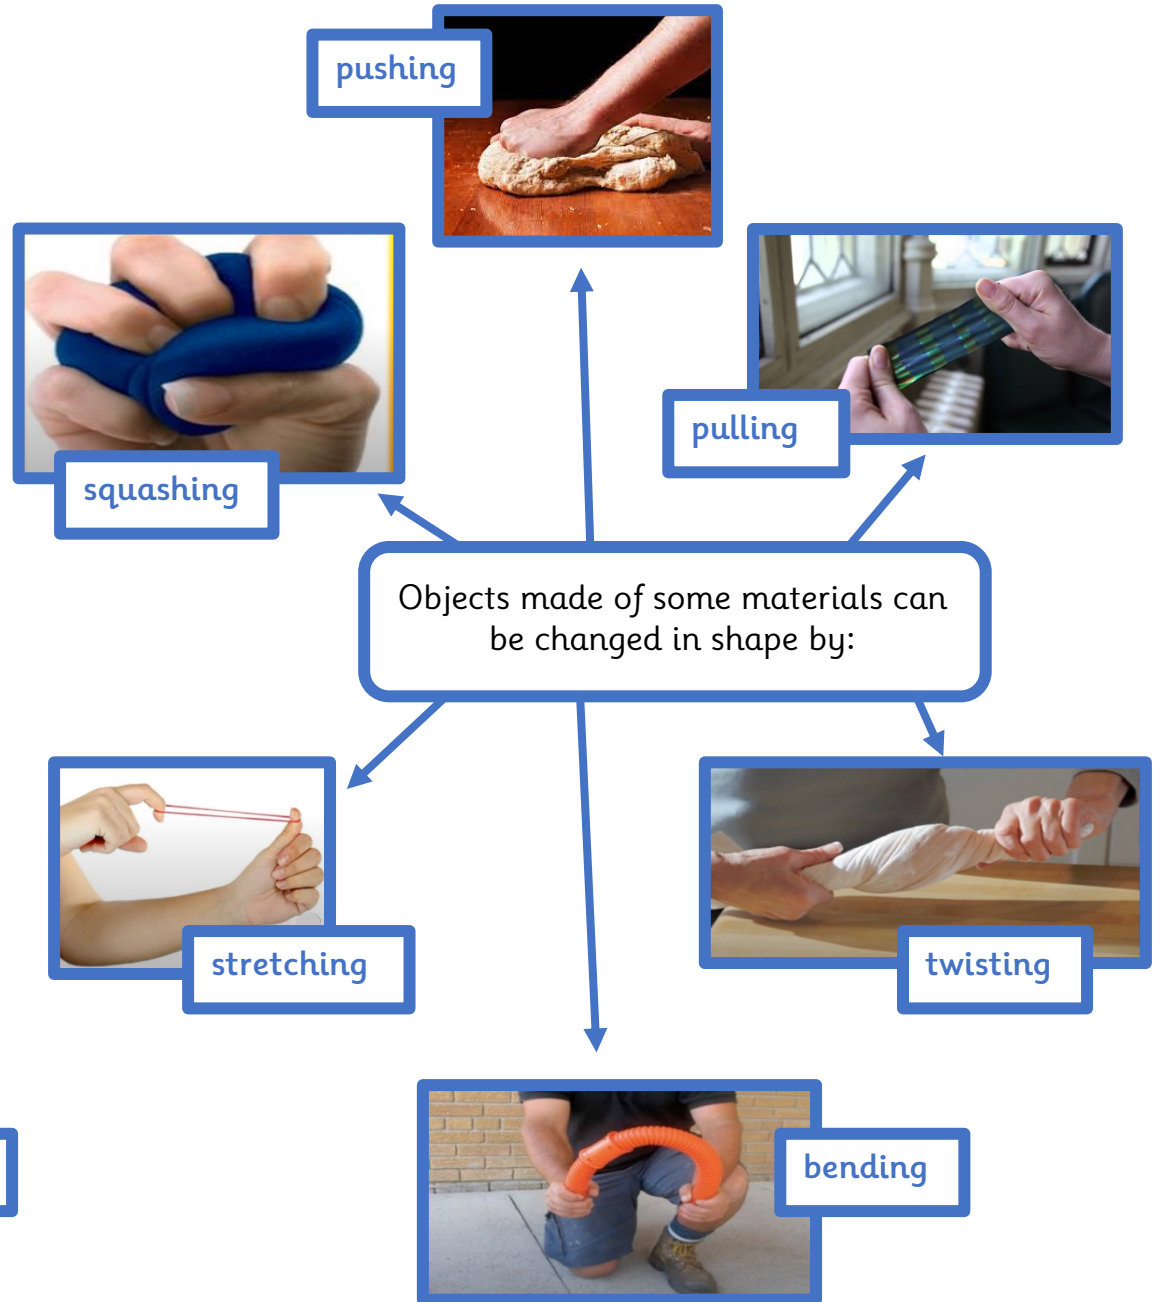 pushing
pulling
squashing
Objects made of some materials can
be changed in shape by:
stretching
twisting
bending